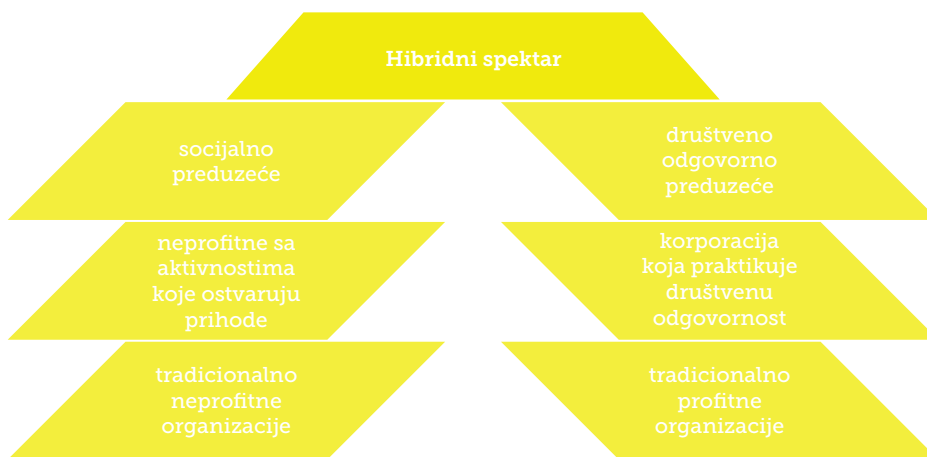 Hibridni spektar
socijalno
preduzeće
društveno
odgovorno
preduzeće
neprofitne sa
aktivnostima
koje ostvaruju
prihode
korporacija
koja praktikuje
društvenu
odgovornost
tradicionalno
neprofitne
organizacije
tradicionalno
profitne
organizacije